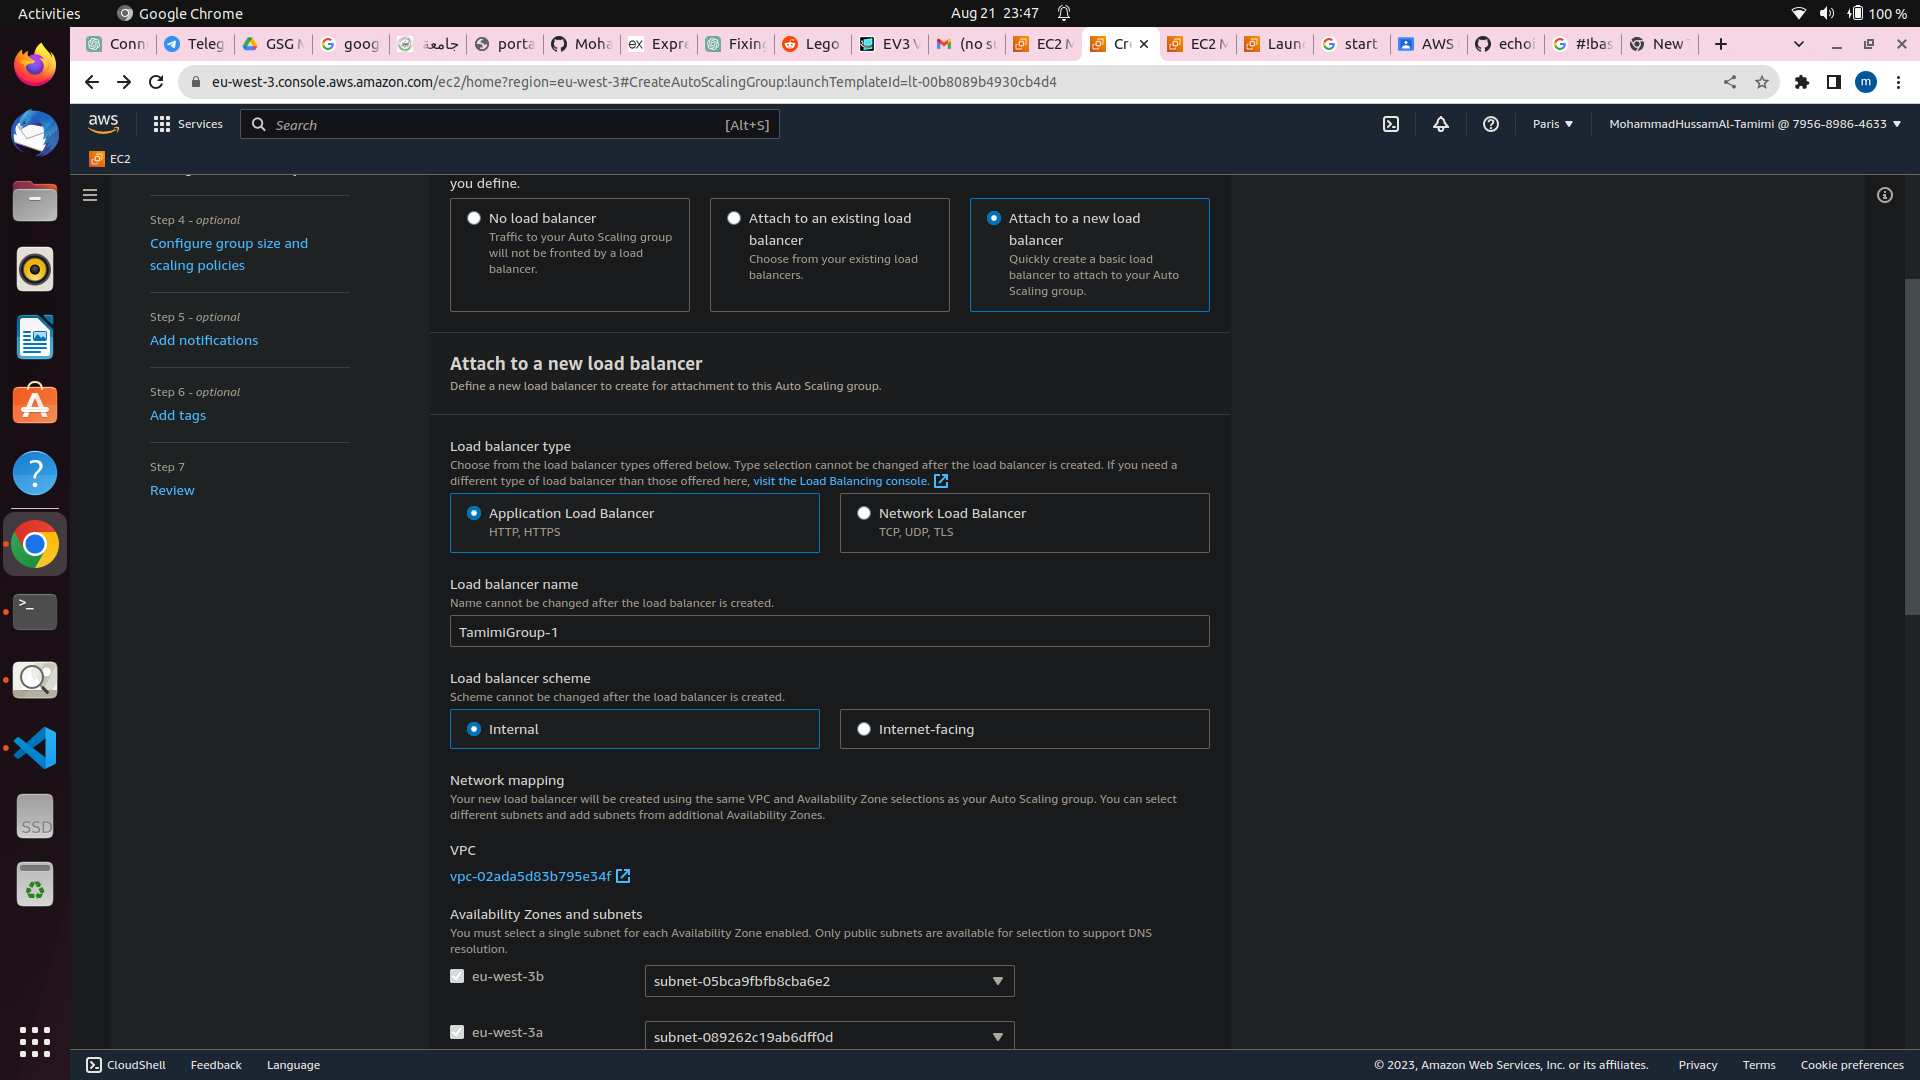 Activities
Google Chrome
Aug 21 23:47
100 %
Conn
Teleg
GSG M
goog
جامعة
porta
Moha
ex Expre
Fixing
Lego
EV3 V
(no su
EC2 M
Cr
EC2 M
Laun
start
AWS
echoi
#!bas
New
eu-west-3.console.aws.amazon.com/ec2/home?region=eu-west-3#CreateAutoScalingGroup:launchTemplateId=lt-00b8089b4930cb4d4
m
aws
Services
Search
[Alt+S]
Paris
MohammadHussamAl-Tamimi @ 7956-8986-4633
EC2
Step 4 - optional
Configure group size and
scaling policies
Step 5 - optional
Add notifications
Step 6 - optional
Add tags
Step 7
Review
you define.
No load balancer
Traffic to your Auto Scaling group
will not be fronted by a load
balancer.
Attach to an existing load
balancer
Choose from your existing load
balancers.
Attach to a new load
balancer
Quickly create a basic load
balancer to attach to your Auto
Scaling group.
Attach to a new load balancer
Define a new load balancer to create for attachment to this Auto Scaling group.
Load balancer type
Choose from the load balancer types offered below. Type selection cannot be changed after the load balancer is created. If you need a
different type of load balancer than those offered here, visit the Load Balancing console.
Application Load Balancer
HTTP, HTTPS
Network Load Balancer
TCP, UDP, TLS
Load balancer name
Name cannot be changed after the load balancer is created.
TamimiGroup-1
Load balancer scheme
Scheme cannot be changed after the load balancer is created.
Internal
Internet-facing
Network mapping
Your new load balancer will be created using the same VPC and Availability Zone selections as your Auto Scaling group. You can select
different subnets and add subnets from additional Availability Zones.
VPC
vpc-02ada5d83b795e34f
Availability Zones and subnets
You must select a single subnet for each Availability Zone enabled. Only public subnets are available for selection to support DNS
resolution.
eu-west-3b
subnet-05bca9fbfb8cba6e2
eu-west-3a
subnet-089262c19ab6dff0d
SSD
CloudShell
Feedback
Language
© 2023, Amazon Web Services, Inc. or its affiliates.
Privacy
Terms
Cookie preferences